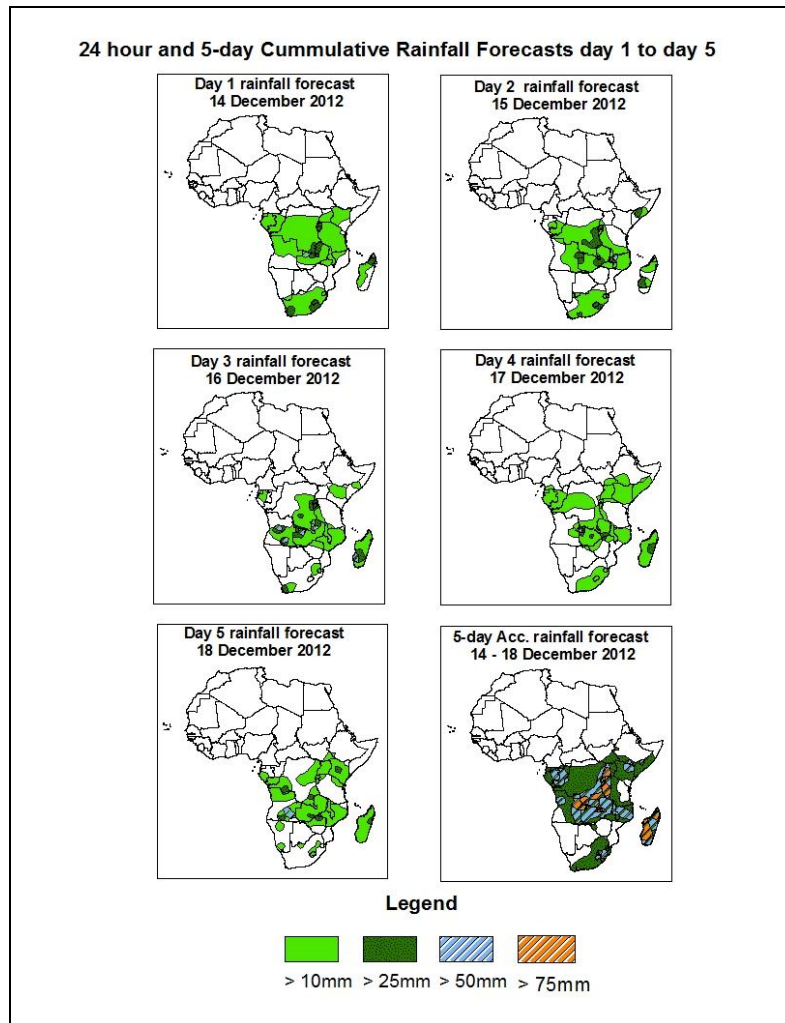 24 hour and 5-day Cummulative Rainfall Forecasts day 1 to day 5
Day 1 rainfall forecast
14 December 2012
Day 2 rainfall forecast
15 December 2012
Day 3 rainfall forecast
16 December 2012
Day 4 rainfall forecast
17 December 2012
Day 5 rainfall forecast
18 December 2012
5-day Acc. rainfall forecast
14 - 18 December 2012
Legend
> 10mm > 25mm > 50mm > 75mm